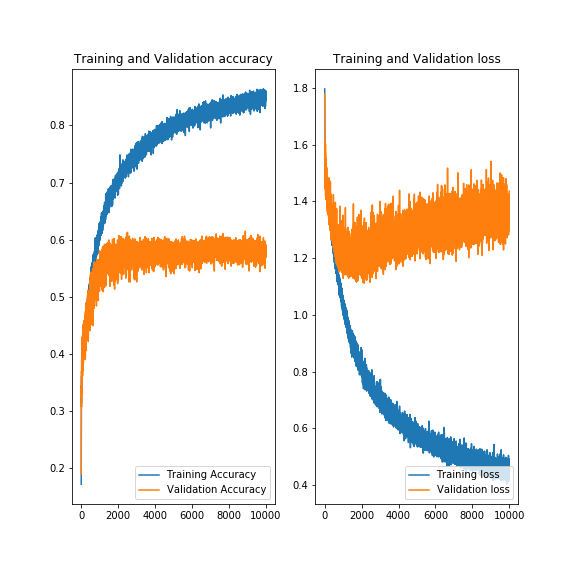 Training and Validation accuracy
0.8
0.7
0.6
0.5
0.4
0.3
0.2
0 2000 4000 6000 8000 10000
Training Accuracy
Validation Accuracy
Training and Validation loss
1.8
1.6
1.4
1.2
1.0
0.8
0.6
0.4
0 2000 4000 6000 8000 10000
Training loss
Validation loss